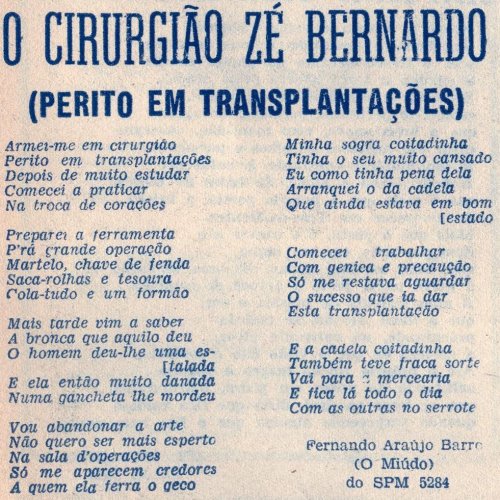 O CIRURGIÃO ZÉ BERNARDO
(PERITO EM TRANSPLANTAÇÕES)
Armei-me em cirurgião
Perito em transplantações
Depois de muito estudar
Comecei a praticar
Na troca de corações
Preparei a ferramenta
P'rá grande operação
Martelo, chave de fenda
Saca-rolhas e tesoura
Cola-tudo e um formão
Mais tarde vim a saber
A bronca que aquilo deu
O homem deu-lhe uma es-
[talada
E ela então muito danada
Numa gancheta lhe mordeu
Vou abandonar a arte
Não quero ser mais esperto
Na sala d'operações
Só me aparecem credores
A quem ela ferra o geco
Minha sogra coitadinha
Tinha o seu muito cansado
Eu como tinha pena dela
Arranquei o da cadela
Que ainda estava em bom
[estado
Comecei trabalhar
Com genica e precaução
Só me restava aguardar
O sucesso que ia dar
Esta transplantação
E a cadela coitadinha
Também teve fraca sorte
Vai para a mercearia
E fica lá todo o dia
Com as outras no serrote
Fernando Araújo Barro
(O Miúdo)
do SPM 5284